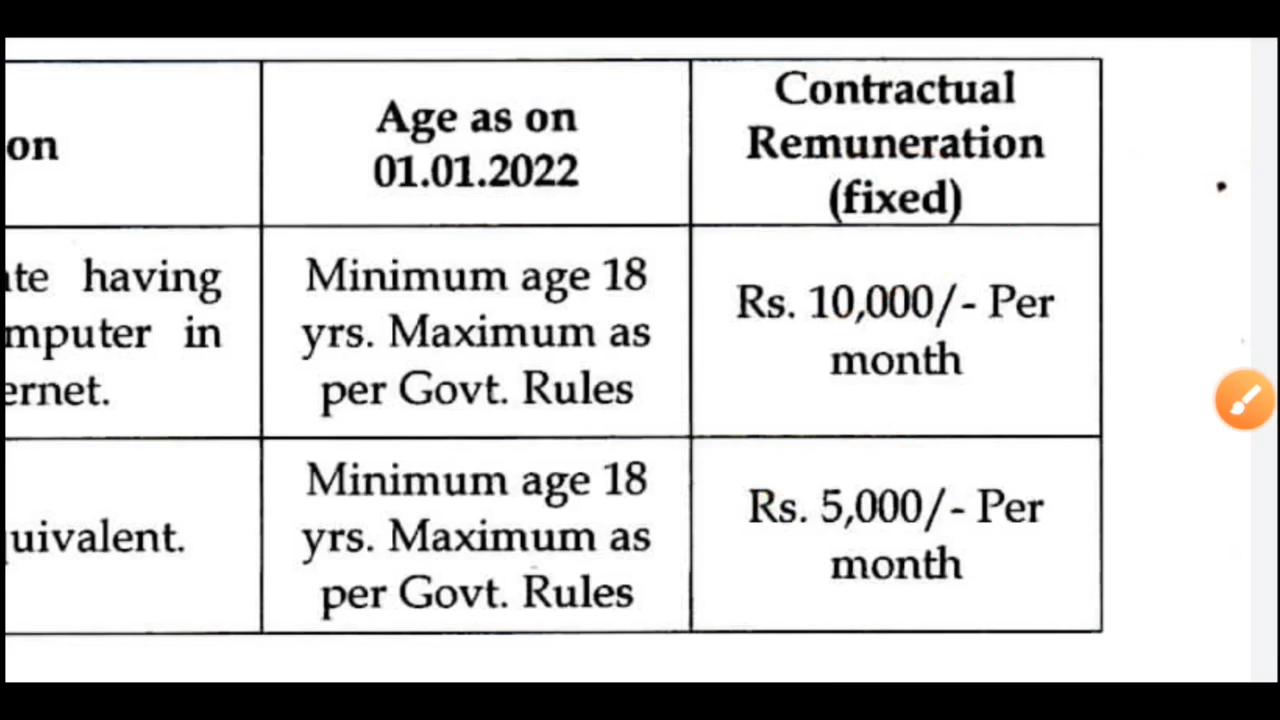 on
Age as on
01.01.2022
Contractual
Remuneration
(fixed)
having
in
Minimum age 18
yrs. Maximum as
per Govt. Rules
Rs. 10,000/- Per
month
uivalent.
Minimum age 18
yrs. Maximum as
per Govt. Rules
Rs. 5,000/- Per
month